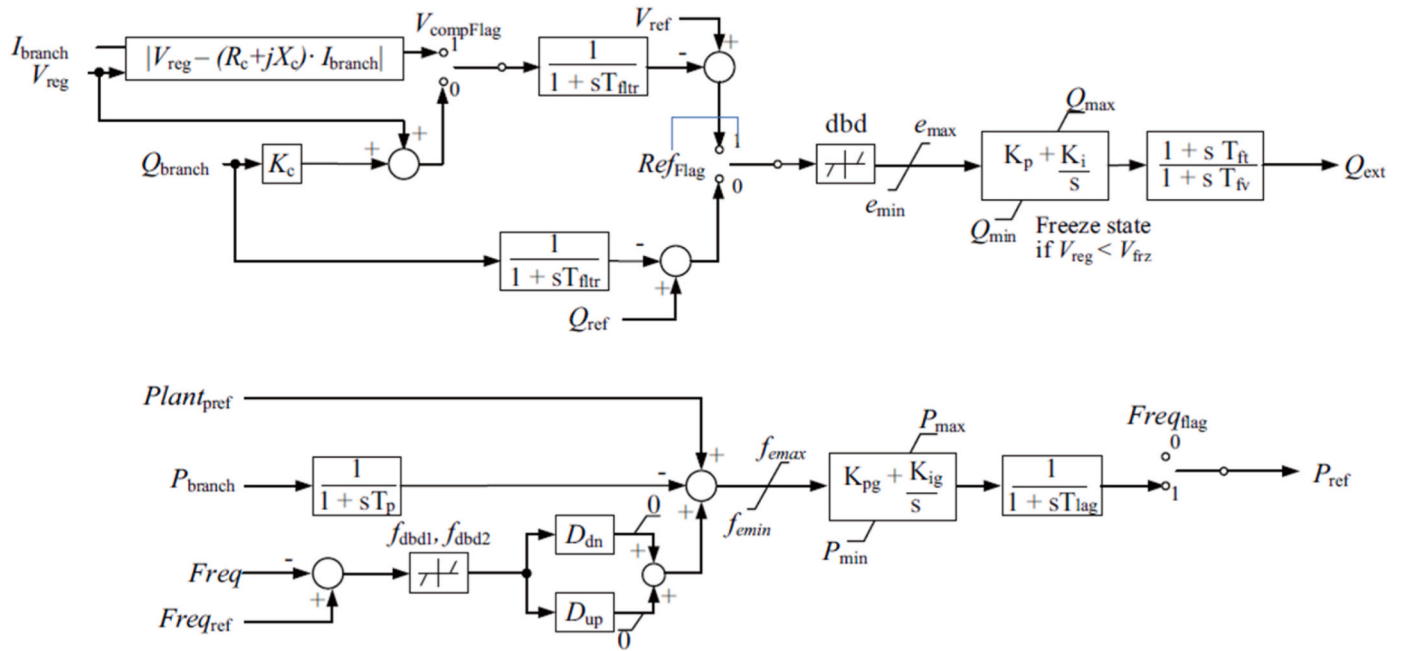 I_branch
V_reg
|V_reg – (R_c+jX_c)· I_branch|
V_compFlag
1
0
1
1 + sT_fltr
V_ref
+
-
Q_branch
K_c
+
+
Ref_Flag
1
0
dbd
e_max
e_min
Q_max
K_p + K_i
s
Q_min
Freeze state
if V_reg < V_frz
1 + s T_ft
1 + s T_fv
Q_ext
1
1 + sT_fltr
-
+
Q_ref
Plant_pref
P_branch
1
1 + sT_p
+
-
+
f_emax
f_emin
P_max
K_pg + K_ig
s
P_min
1
1 + sT_lag
Freq_flag
0
1
P_ref
Freq
-
Freq_ref
+
f_dbd1, f_dbd2
D_dn
0
+
D_up
0
+